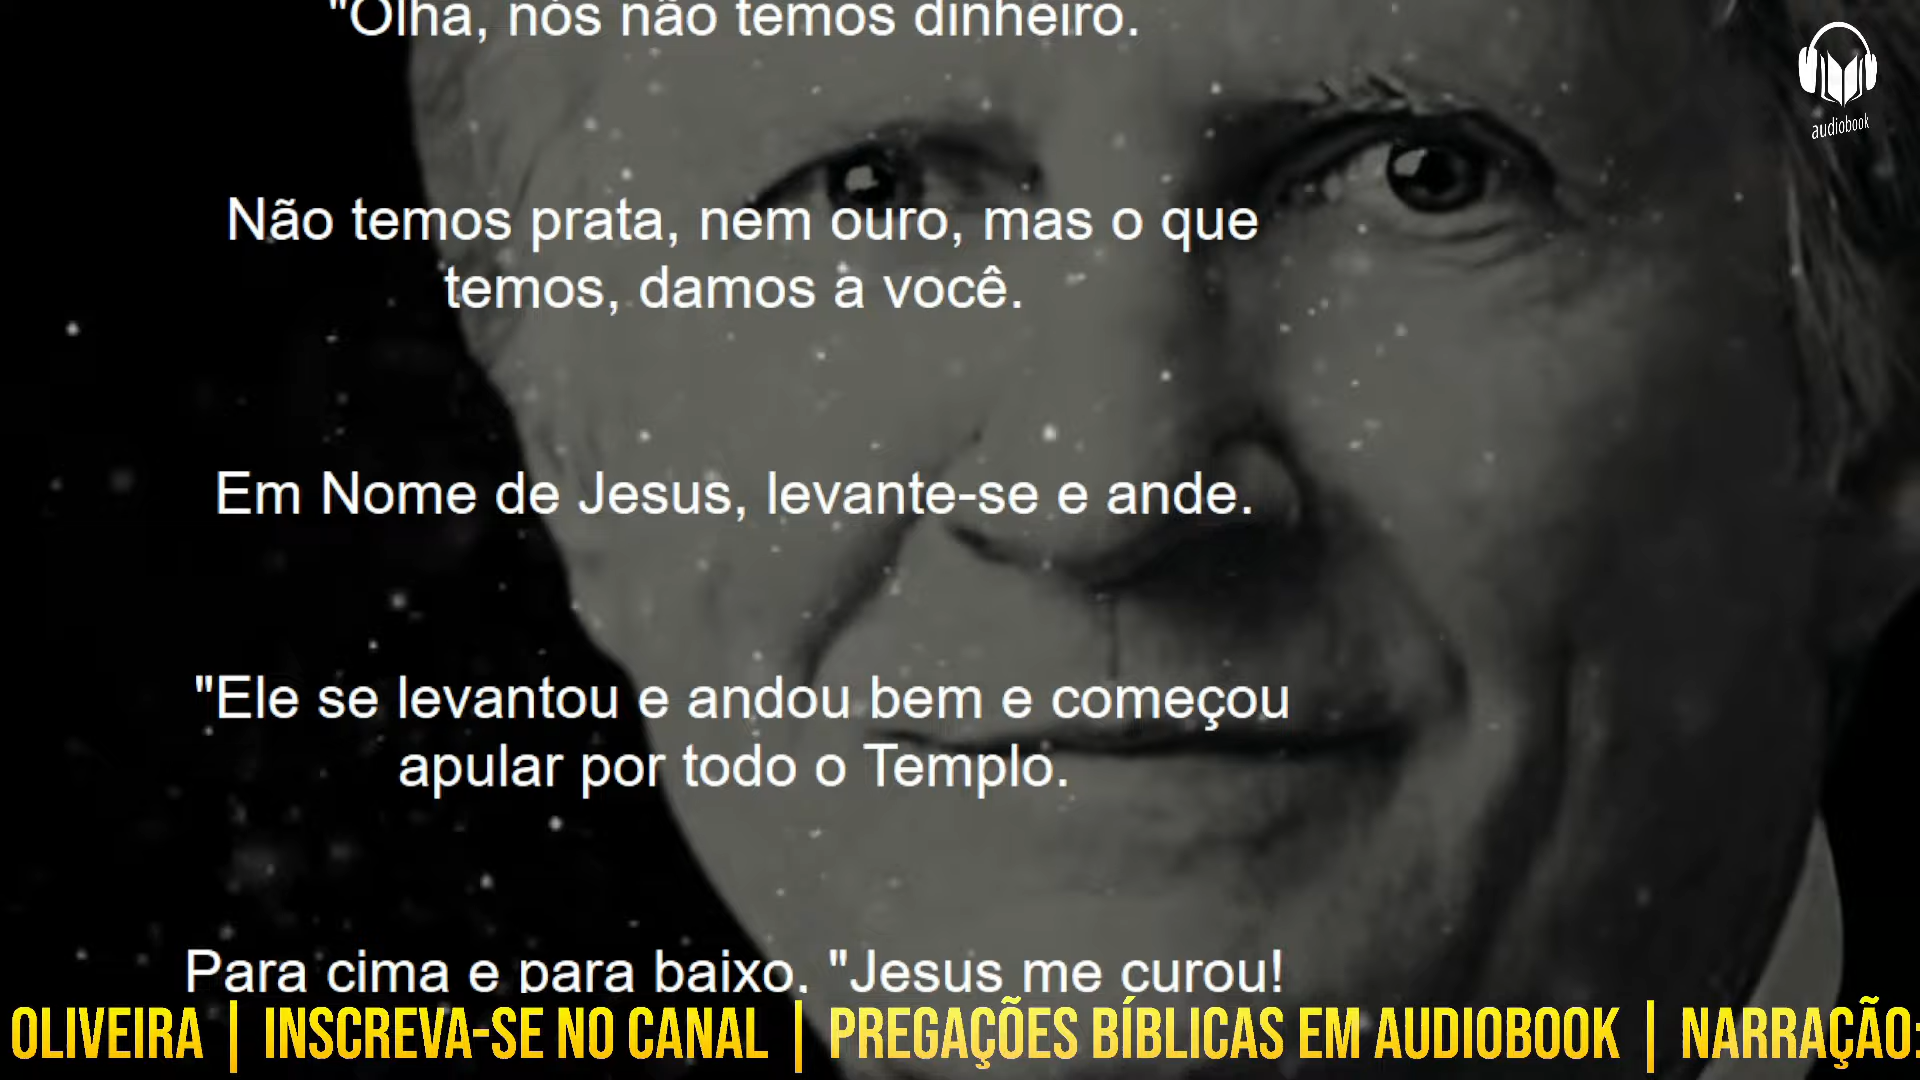 "Olha, nós não temos dinheiro.
audiobook
Não temos prata, nem ouro, mas o que
temos, damos a você.
Em Nome de Jesus, levante-se e ande.
"Ele se levantou e andou bem e começou
apular por todo o Templo.
Para cima e para baixo, "Jesus me curou!
OLIVEIRA | INSCREVA-SE NO CANAL | PREGAÇÕES BÍBLICAS EM AUDIOBOOK | NARRAÇÃO: